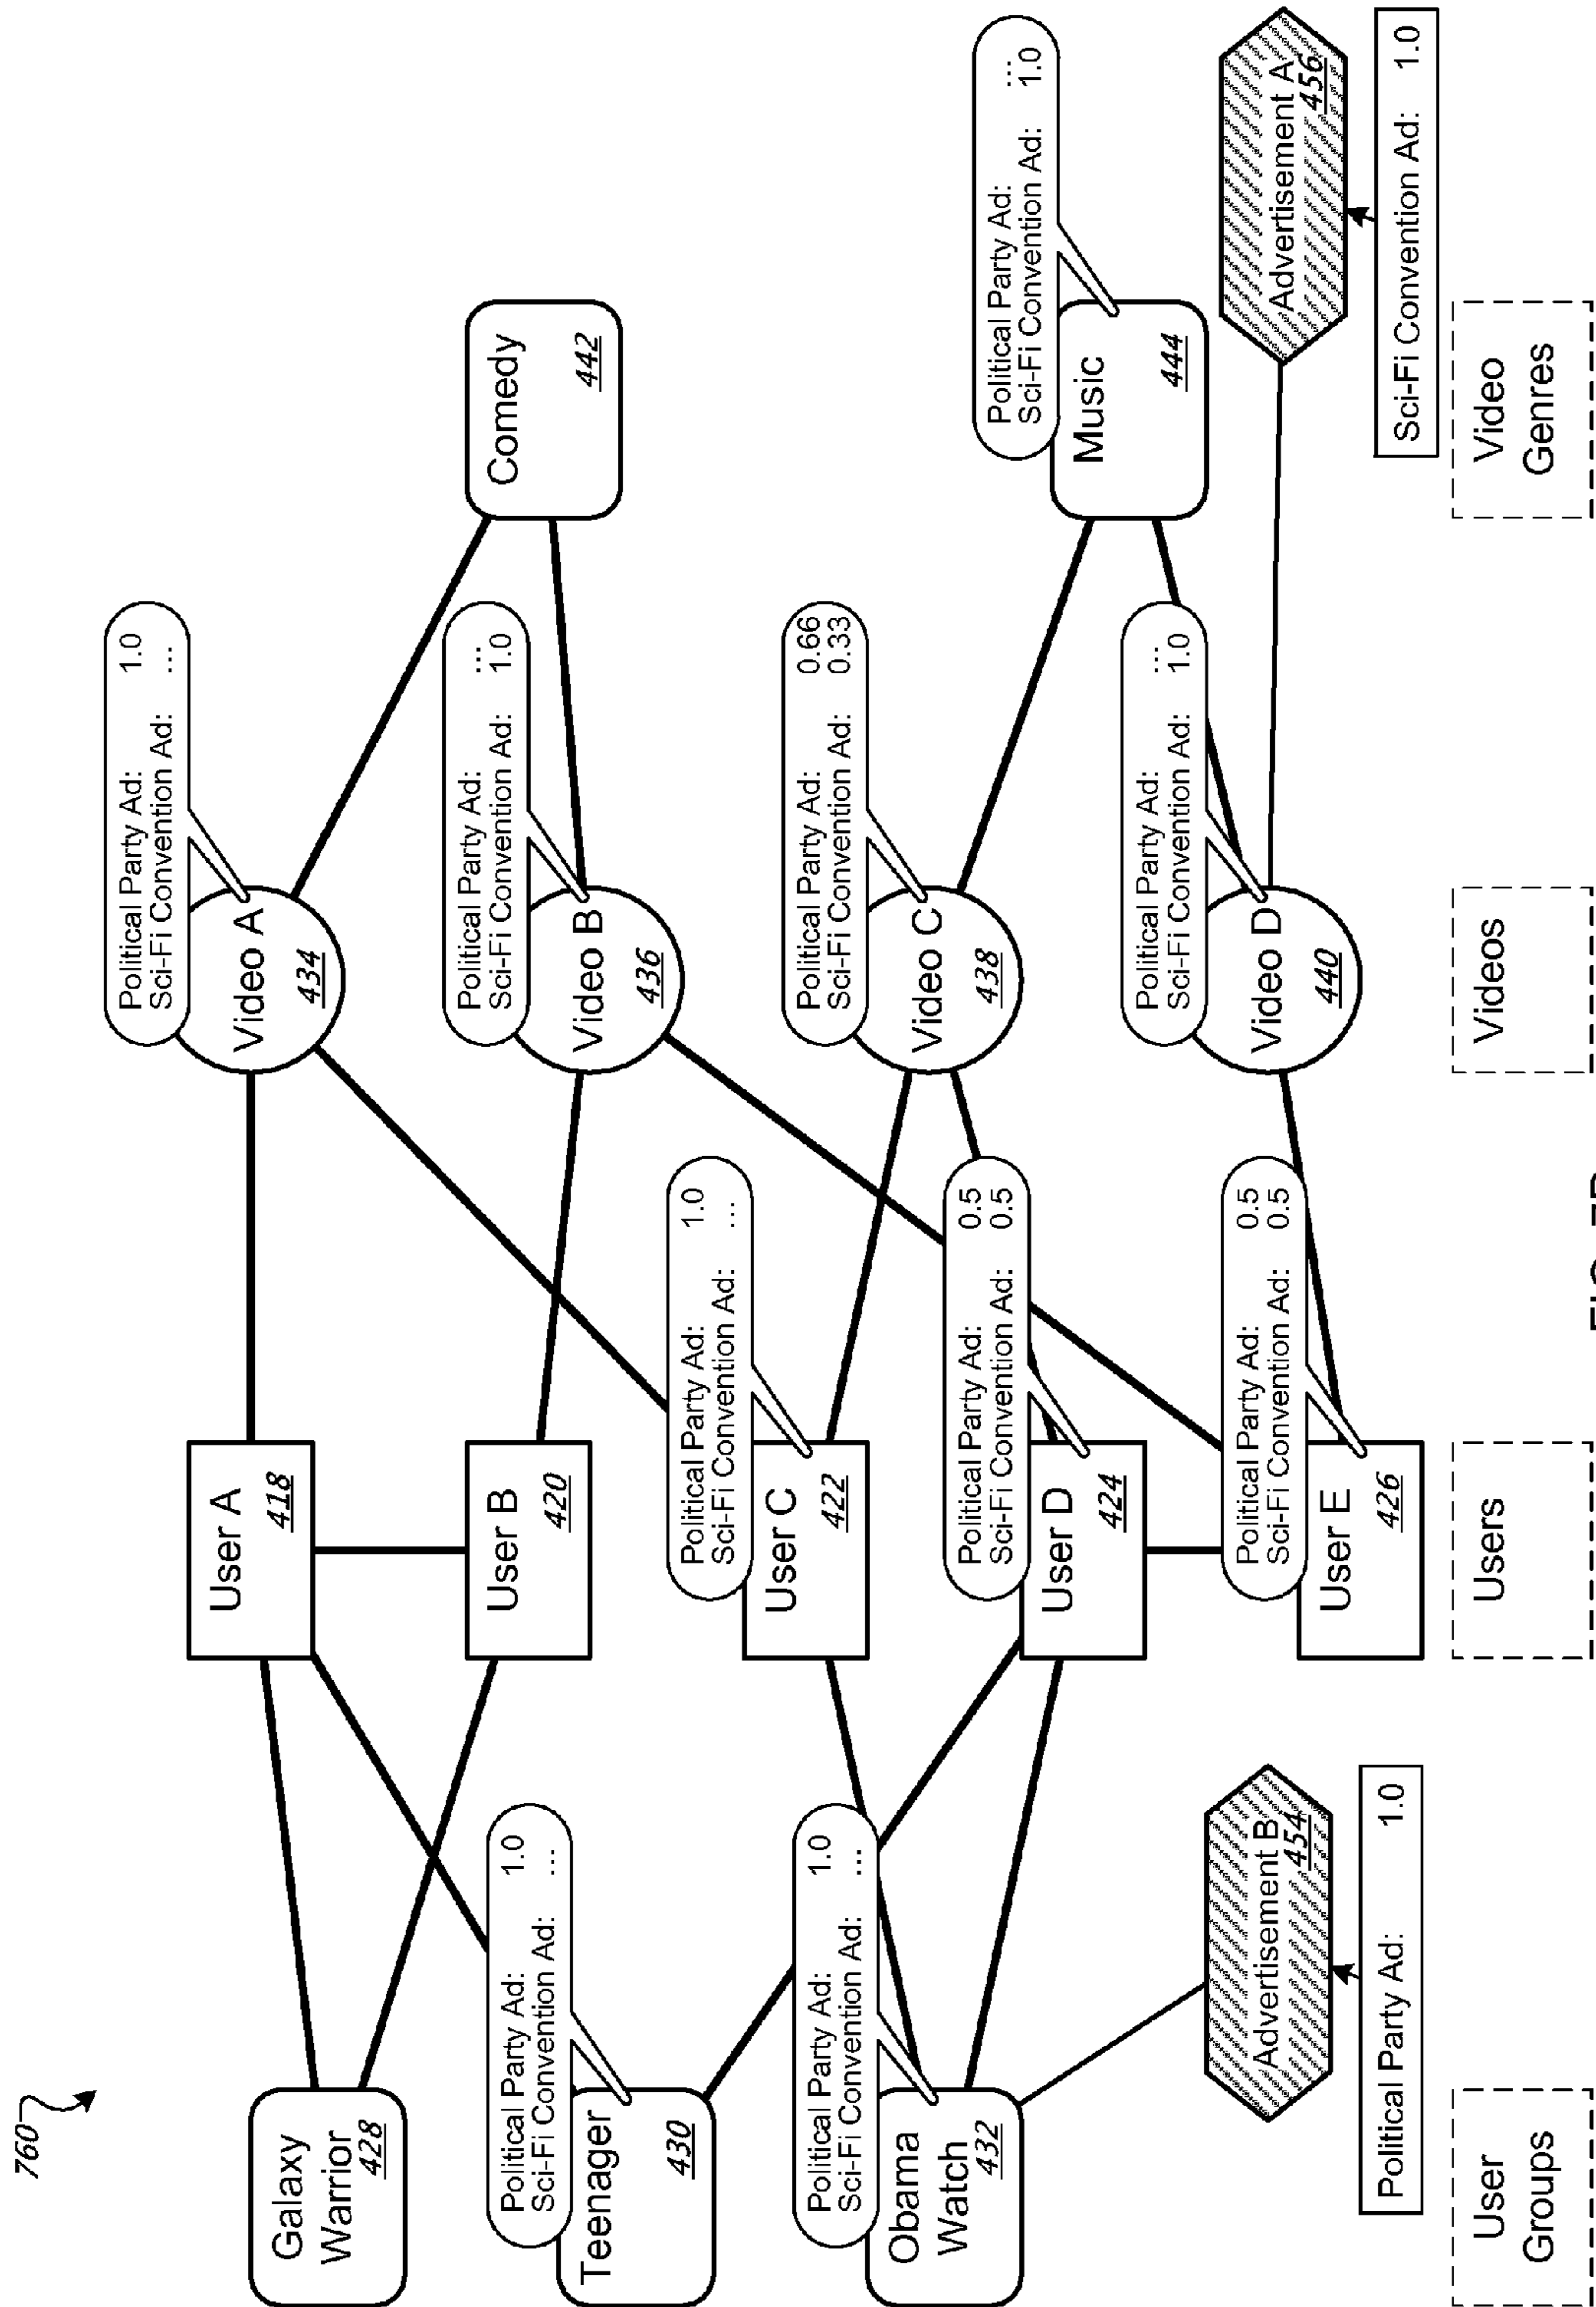 760
Galaxy
Warrior
428
User A
418
Political Party Ad: 1.0
Sci-Fi Convention Ad: ...
Video A
434
Political Party Ad: 1.0
Sci-Fi Convention Ad: ...
Teenager
430
User B
420
Political Party Ad: ...
Sci-Fi Convention Ad: 1.0
Video B
436
Comedy
442
Political Party Ad: 1.0
Sci-Fi Convention Ad: ...
Obama
Watch
432
Political Party Ad: 1.0
Sci-Fi Convention Ad: ...
User C
422
Political Party Ad: 0.66
Sci-Fi Convention Ad: 0.33
Video C
438
Political Party Ad: ...
Sci-Fi Convention Ad: 1.0
Music
444
Political Party Ad: 0.5
Sci-Fi Convention Ad: 0.5
User D
424
Political Party Ad: ...
Sci-Fi Convention Ad: 1.0
Video D
440
Advertisement A
456
Sci-Fi Convention Ad: 1.0
Advertisement B
454
Political Party Ad: 1.0
Political Party Ad: 0.5
Sci-Fi Convention Ad: 0.5
User E
426
User
Groups
Users
Videos
Video
Genres